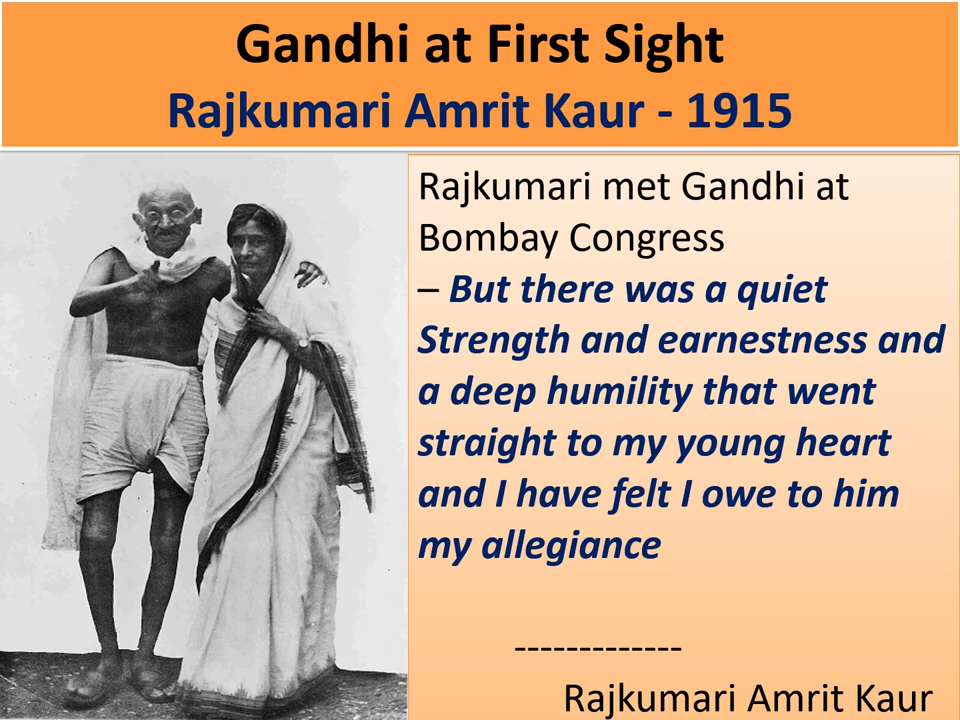 Gandhi at First Sight
Rajkumari Amrit Kaur - 1915
Rajkumari met Gandhi at
Bombay Congress
– But there was a quiet
Strength and earnestness and
a deep humility that went
straight to my young heart
and I have felt I owe to him
my allegiance
-------------
Rajkumari Amrit Kaur